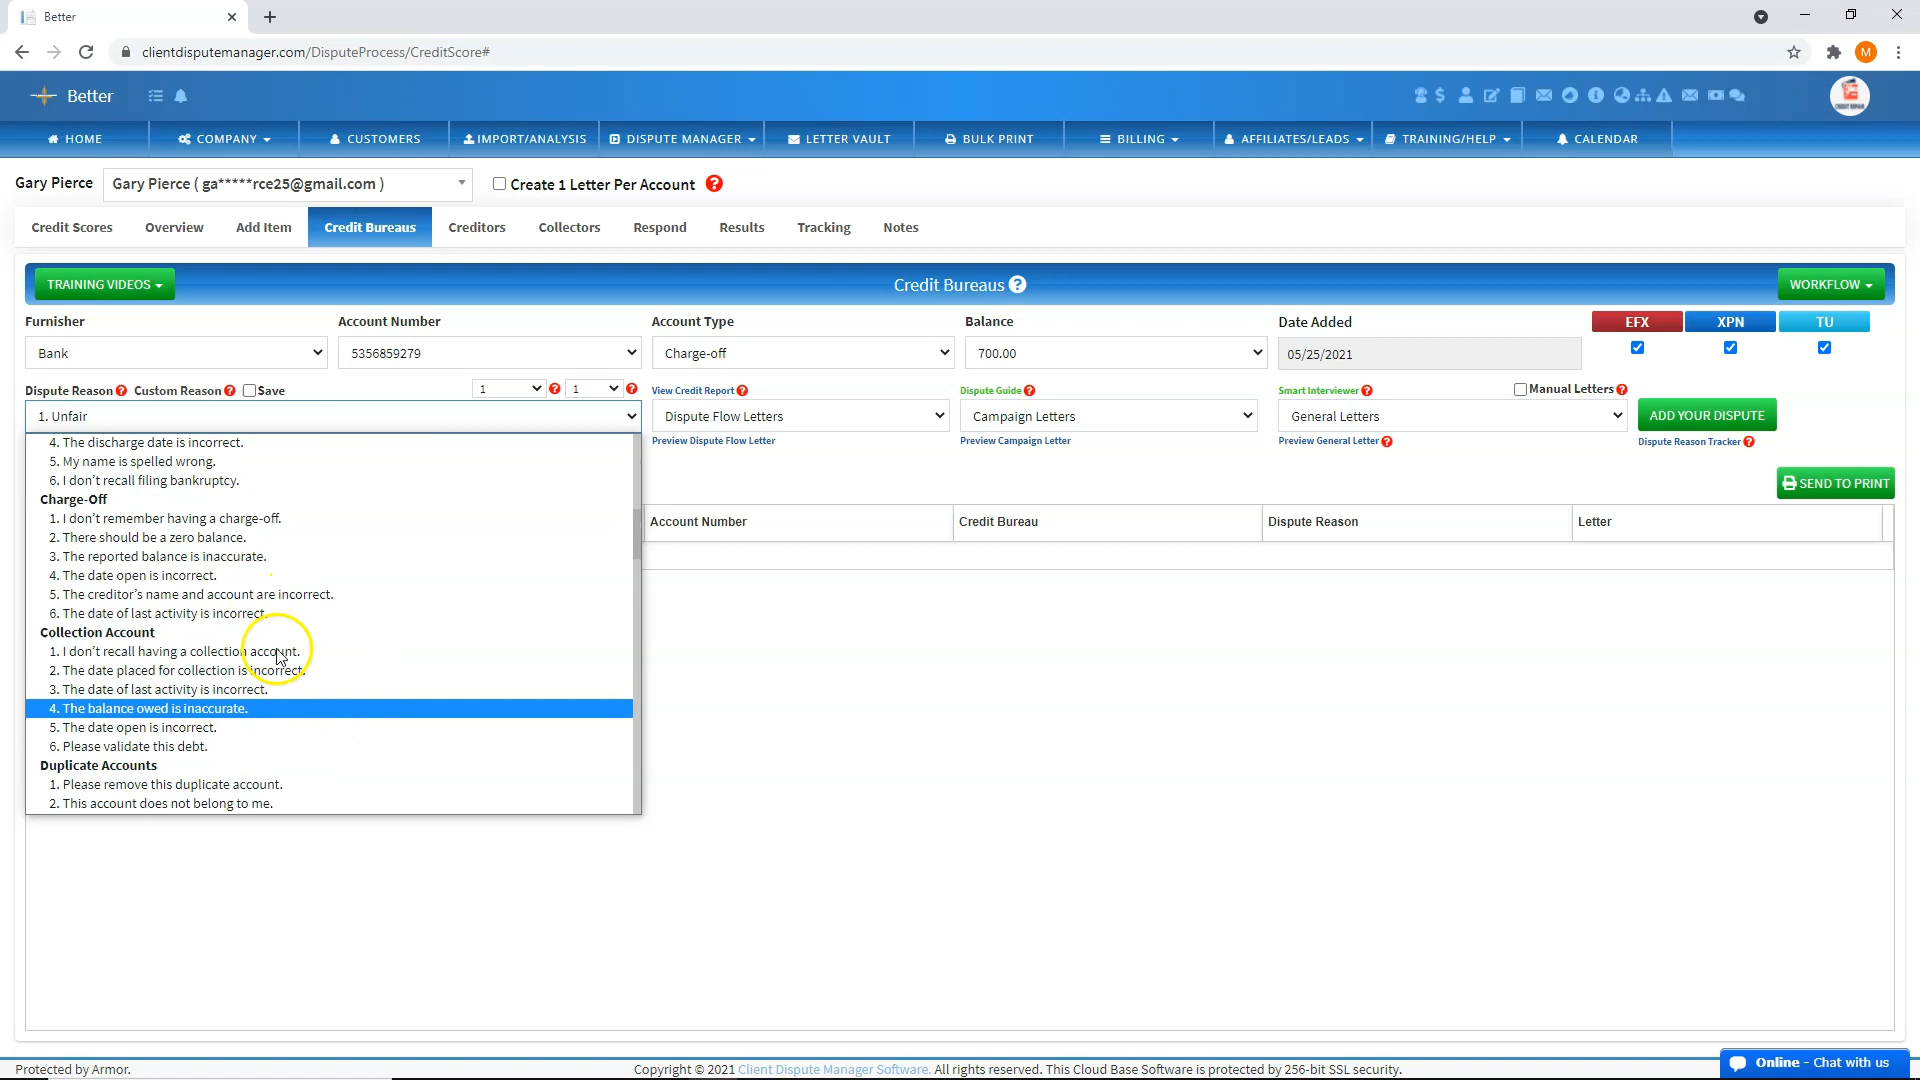 Better
clientdisputemanager.com/DisputeProcess/CreditScore#
M
Better
CREDIT REPAIR
HOME
COMPANY
CUSTOMERS
IMPORT/ANALYSIS
DISPUTE MANAGER
LETTER VAULT
BULK PRINT
BILLING
AFFILIATES/LEADS
TRAINING/HELP
CALENDAR
Gary Pierce
Gary Pierce ( ga*****rce25@gmail.com )
Create 1 Letter Per Account ?
Credit Scores
Overview
Add Item
Credit Bureaus
Creditors
Collectors
Respond
Results
Tracking
Notes
TRAINING VIDEOS
Credit Bureaus ?
WORKFLOW
Furnisher
Account Number
Account Type
Balance
Date Added
EFX
XPN
TU
Bank
5356859279
Charge-off
700.00
05/25/2021
Dispute Reason ? Custom Reason ? Save
1 ? 1 ?
View Credit Report ?
Dispute Guide ?
Smart Interviewer ?
Manual Letters ?
1. Unfair
Dispute Flow Letters
Campaign Letters
General Letters
ADD YOUR DISPUTE
Preview Dispute Flow Letter
Preview Campaign Letter
Preview General Letter ?
Dispute Reason Tracker ?
4. The discharge date is incorrect.
5. My name is spelled wrong.
6. I don't recall filing bankruptcy.
Charge-Off
1. I don't remember having a charge-off.
2. There should be a zero balance.
3. The reported balance is inaccurate.
4. The date open is incorrect.
5. The creditor's name and account are incorrect.
6. The date of last activity is incorrect.
Collection Account
1. I don't recall having a collection account.
2. The date placed for collection is incorrect.
3. The date of last activity is incorrect.
4. The balance owed is inaccurate.
5. The date open is incorrect.
6. Please validate this debt.
Duplicate Accounts
1. Please remove this duplicate account.
2. This account does not belong to me.
SEND TO PRINT
Account Number
Credit Bureau
Dispute Reason
Letter
Protected by Armor.
Copyright © 2021 Client Dispute Manager Software. All rights reserved. This Cloud Base Software is protected by 256-bit SSL security.
Online - Chat with us